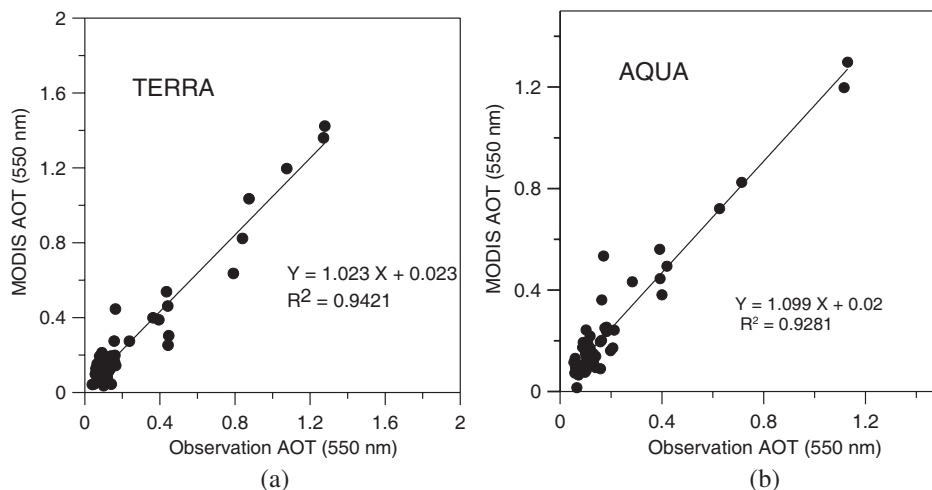 2
1.6
1.2
0.8
0.4
0
MODIS AOT (550 nm)
TERRA
Y = 1.023 X + 0.023
R² = 0.9421
0 0.4 0.8 1.2 1.6 2
Observation AOT (550 nm)
(a)
1.2
0.8
0.4
0
MODIS AOT (550 nm)
AQUA
Y = 1.099 X + 0.02
R² = 0.9281
0 0.4 0.8 1.2
Observation AOT (550 nm)
(b)